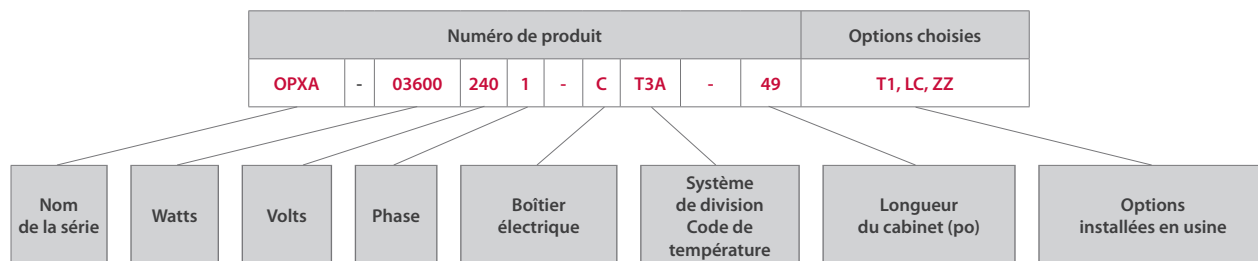 Numéro de produit Options choisies
OPXA - 03600 240 1 - C T3A - 49 T1, LC, ZZ
Nom
de la série
Watts
Volts
Phase
Boîtier
électrique
Système
de division
Code de
température
Longueur
du cabinet (po)
Options
installées en usine